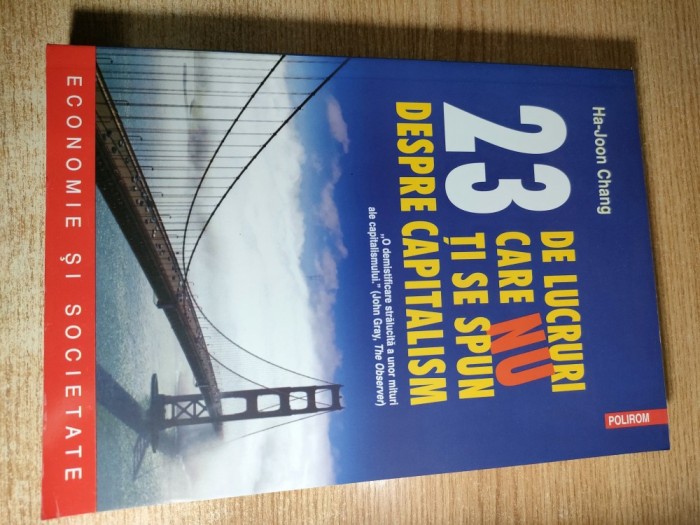 Ha-Joon Chang
23 DE LUCRURI
CARE NU
ȚI SE SPUN
DESPRE CAPITALISM
„O demistificare strălucită a unor mituri
ale capitalismului.” (John Gray, The Observer)
POLIROM
ECONOMIE ȘI SOCIETATE